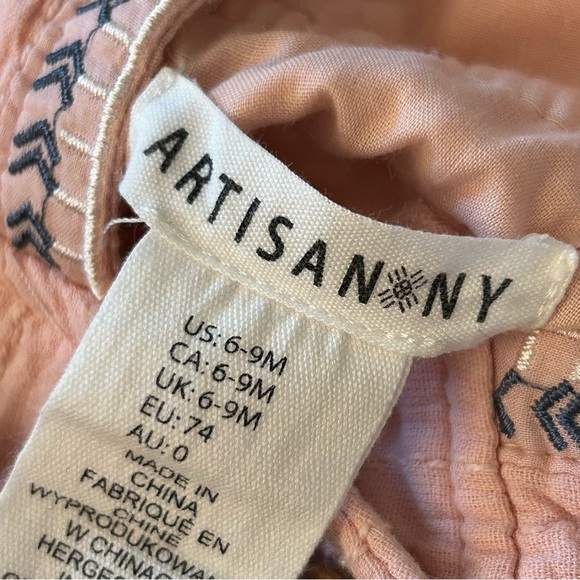 ARTISAN NY
US: 6-9M
CA: 6-9M
UK: 6-9M
EU: 74
AU: 0
MADE IN
CHINA
FABRIQUÉ EN
CHINE
WYPRODUKOWANO
W CHINACH